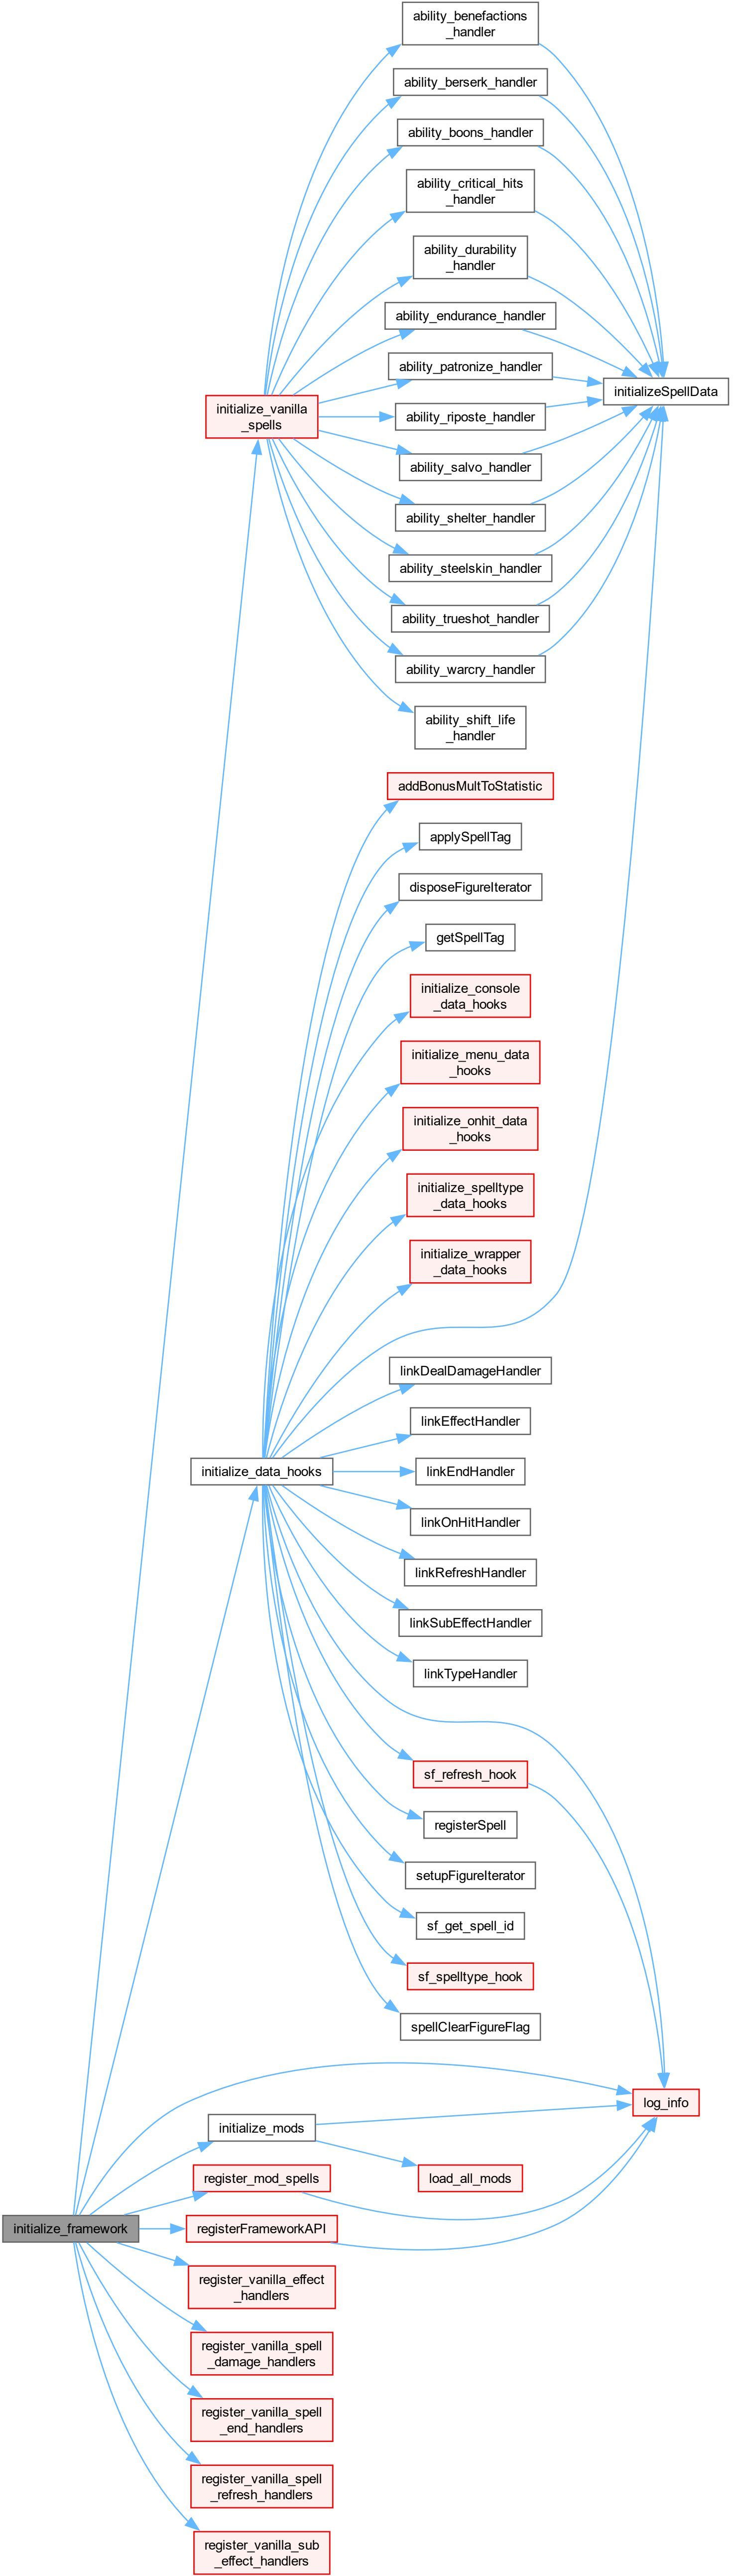 ability_benefactions
_handler
ability_berserk_handler
ability_boons_handler
ability_critical_hits
_handler
ability_durability
_handler
ability_endurance_handler
ability_patronize_handler
initializeSpellData
initialize_vanilla
_spells
ability_riposte_handler
ability_salvo_handler
ability_shelter_handler
ability_steelskin_handler
ability_trueshot_handler
ability_warcry_handler
ability_shift_life
_handler
addBonusMultToStatistic
applySpellTag
disposeFigureIterator
getSpellTag
initialize_console
_data_hooks
initialize_menu_data
_hooks
initialize_onhit_data
_hooks
initialize_spelltype
_data_hooks
initialize_wrapper
_data_hooks
linkDealDamageHandler
linkEffectHandler
initialize_data_hooks
linkEndHandler
linkOnHitHandler
linkRefreshHandler
linkSubEffectHandler
linkTypeHandler
sf_refresh_hook
registerSpell
setupFigureIterator
sf_get_spell_id
sf_spelltype_hook
spellClearFigureFlag
log_info
initialize_mods
register_mod_spells
load_all_mods
initialize_framework
registerFrameworkAPI
register_vanilla_effect
_handlers
register_vanilla_spell
_damage_handlers
register_vanilla_spell
_end_handlers
register_vanilla_spell
_refresh_handlers
register_vanilla_sub
_effect_handlers